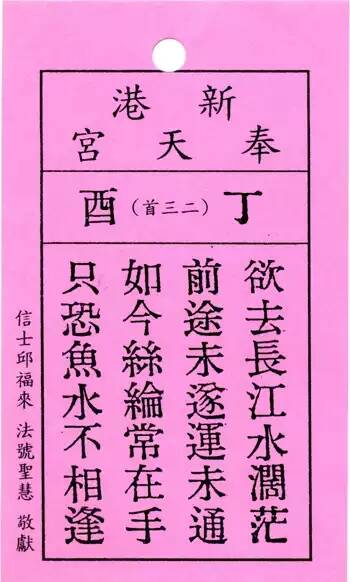 新港
奉天宮
丁(二三首)酉
欲去長江水濶茫
前途未遂運未通
如今絲綸常在手
只恐魚水不相逢
信士邱福來 法號聖慧 敬獻